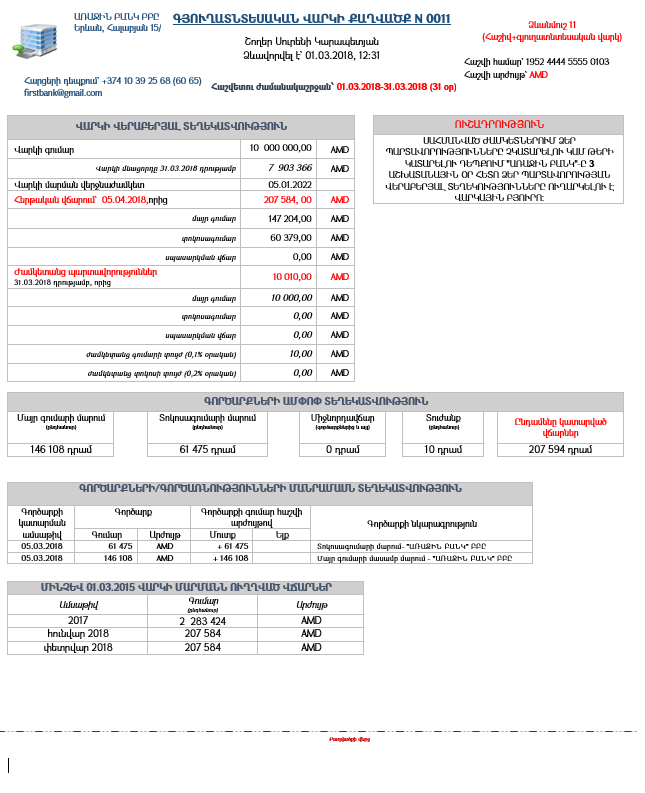 ԱՌԱՋԻՆ ԲԱՆԿ ԲԲԸ
Երևան, Հալաբյան 15/
ԳՅՈՒՂԱՏՆՏԵՍԱԿԱՆ ՎԱՐԿԻ ՔԱՂՎԱԾՔ N 0011
Ձևանմուշ 11
(Հաշիվ+գյուղատնտեսական վարկ)
Շողեր Սուրենի Կարապետյան
Ձևավորվել է՝ 01.03.2018, 12:31
Հաշվի համար՝ 1952 4444 5555 0103
Հաշվի արժույթ՝ AMD
Հարցերի դեպքում՝ +374 10 39 25 68 (60 65)
firstbank@gmail.com
Հաշվետու ժամանակաշրջան՝ 01.03.2018-31.03.2018 (31 օր)
ՎԱՐԿԻ ՎԵՐԱԲԵՐՅԱԼ ՏԵՂԵԿԱՏՎՈՒԹՅՈՒՆ
Վարկի գումար 10 000 000,00 AMD
Վարկի մնացորդը 31.03.2018 դրությամբ 7 903 366 AMD
Վարկի մարման վերջնաժամկետ 05.01.2022
Հերթական վճարում՝ 05.04.2018,որից 207 584, 00 AMD
մայր գումար 147 204,00 AMD
տոկոսագումար 60 379,00 AMD
սպասարկման վճար 0,00 AMD
Ժամկետանց պարտավորություններ 10 010,00 AMD
31.03.2018 դրությամբ, որից
մայր գումար 10 000,00 AMD
տոկոսագումար 0,00 AMD
սպասարկման վճար 0,00 AMD
ժամկետանց գումարի տույժ (0,1% օրական) 10,00 AMD
ժամկետանց տոկոսի տույժ (0,2% օրական) 0,00 AMD
ՈՒՇԱԴՐՈՒԹՅՈՒՆ
ՍԱՀՄԱՆՎԱԾ ԺԱՄԿԵՏՆԵՐՈՒՄ ՁԵՐ
ՊԱՐՏԱՎՈՐՈՒԹՅՈՒՆՆԵՐԸ ՉԿԱՏԱՐԵԼՈՒ ԿԱՄ ԹԵՐԻ
ԿԱՏԱՐԵԼՈՒ ԴԵՊՔՈՒՄ "ԱՌԱՋԻՆ ԲԱՆԿ"-Ը 3
ԱՇԽԱՏԱՆՔԱՅԻՆ ՕՐ ՀԵՏՈ ՁԵՐ ՊԱՐՏԱՎՈՐՈՒԹՅԱՆ
ՎԵՐԱԲԵՐՅԱԼ ՏԵՂԵԿՈՒԹՅՈՒՆՆԵՐԸ ՈՒՂԱՐԿԵԼՈՒ Է
ՎԱՐԿԱՅԻՆ ԲՅՈՒՐՈ:
ԳՈՐԾԱՐՔՆԵՐԻ ԱՄՓՈՓ ՏԵՂԵԿԱՏՎՈՒԹՅՈՒՆ
Մայր գումարի մարում Տոկոսագումարի մարում Միջնորդավճար Տուժանք Ընդամենը կատարված
(ընդհանուր) (ընդհանուր) (գործարքներից և այլ) (ընդհանուր) վճարներ
146 108 դրամ 61 475 դրամ 0 դրամ 10 դրամ 207 594 դրամ
ԳՈՐԾԱՐՔՆԵՐԻ/ԳՈՐԾԱՌՆՈՒԹՅՈՒՆՆԵՐԻ ՄԱՆՐԱՄԱՍՆ ՏԵՂԵԿԱՏՎՈՒԹՅՈՒՆ
Գործարքի Գործարք Գործարքի գումար հաշվի Գործարքի նկարագրություն
կատարման արժույթով
ամսաթիվ Գումար Արժույթ Մուտք Ելք
05.03.2018 61 475 AMD + 61 475 Տոկոսագումարի մարում- "ԱՌԱՋԻՆ ԲԱՆԿ" ԲԲԸ
05.03.2018 146 108 AMD + 146 108 Մայր գումարի մասամբ մարում - "ԱՌԱՋԻՆ ԲԱՆԿ" ԲԲԸ
ՄԻՆՉԵՎ 01.03.2015 ՎԱՐԿԻ ՄԱՐՄԱՆՆ ՈՒՂՂՎԱԾ ՎՃԱՐՆԵՐ
Ամսաթիվ Գումար Արժույթ
(ընդհանուր)
2017 2 283 424 AMD
հունվար 2018 207 584 AMD
փետրվար 2018 207 584 AMD
Քաղվածքի վերջ